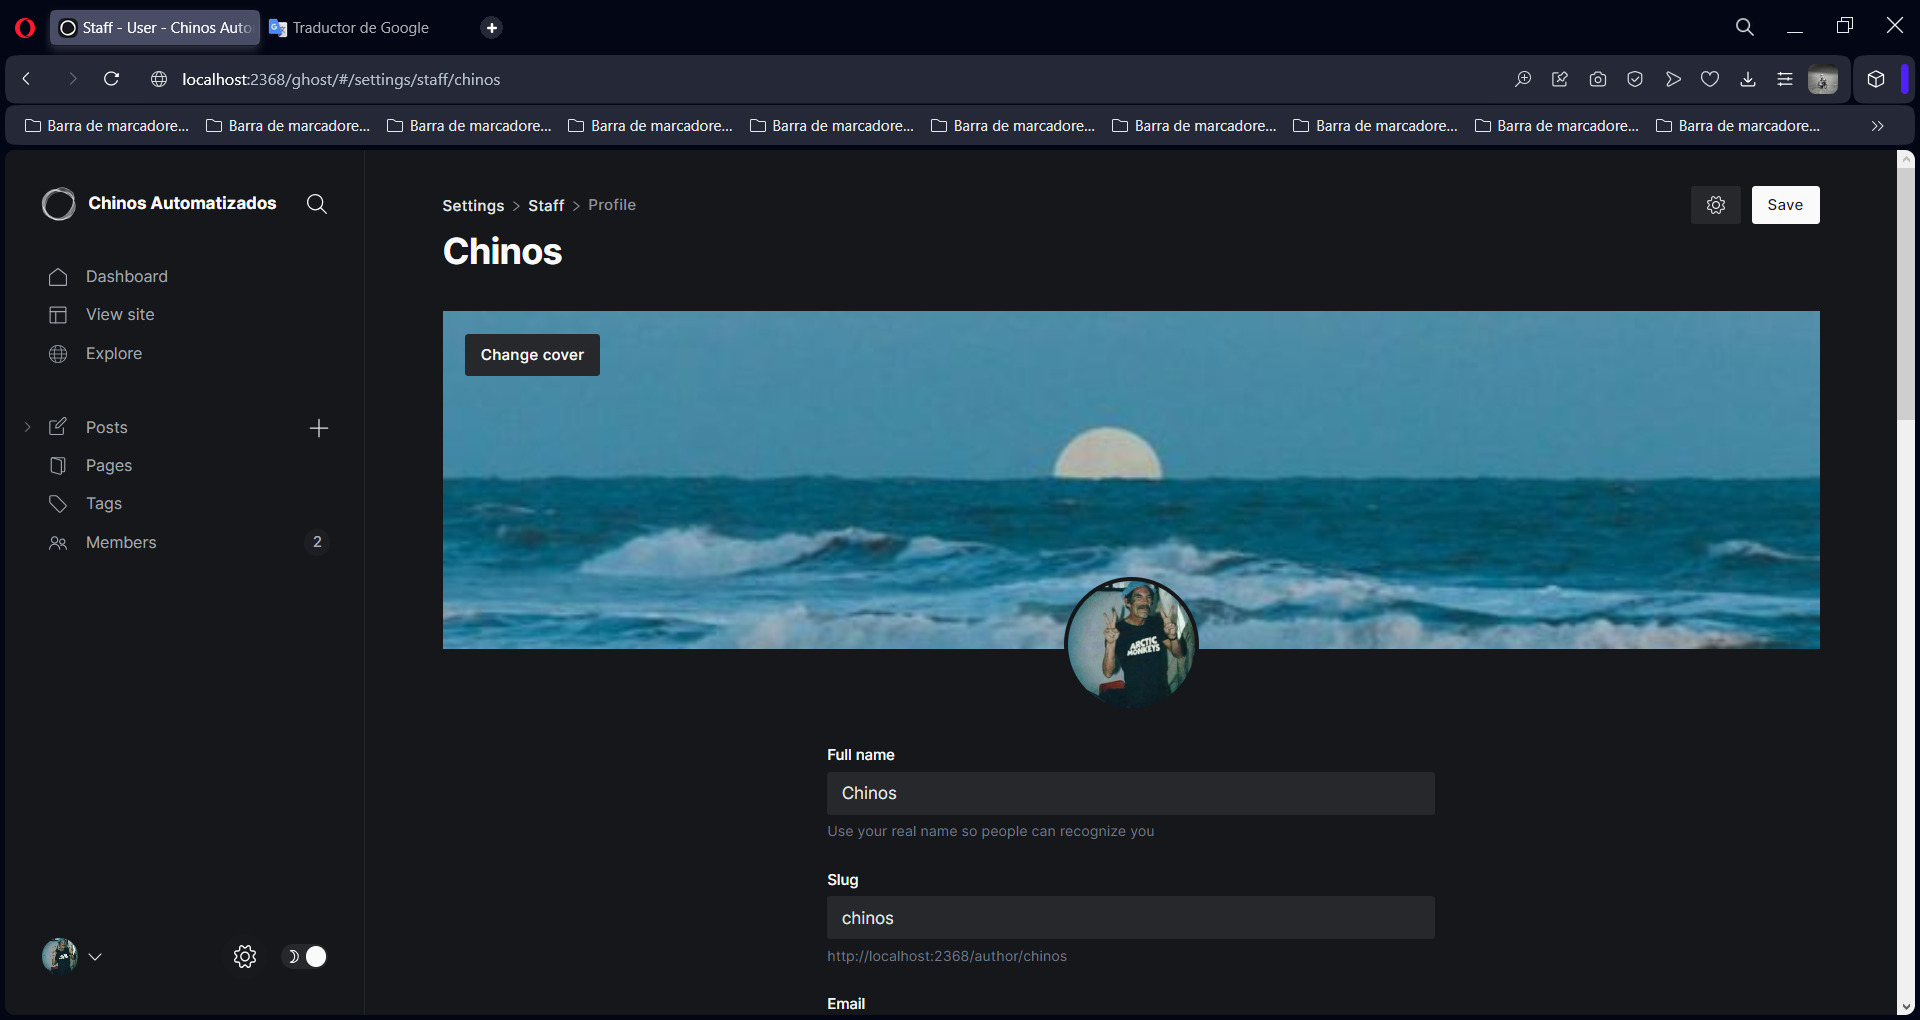 Staff - User - Chinos Auto
Traductor de Google
localhost:2368/ghost/#/settings/staff/chinos
Barra de marcadore...
Barra de marcadore...
Barra de marcadore...
Barra de marcadore...
Barra de marcadore...
Barra de marcadore...
Barra de marcadore...
Barra de marcadore...
Barra de marcadore...
Barra de marcadore...
Chinos Automatizados
Dashboard
View site
Explore
Posts
Pages
Tags
Members
2
Settings > Staff > Profile
Save
Chinos
Change cover
ARCTIC
MONKEYS
Full name
Chinos
Use your real name so people can recognize you
Slug
chinos
http://localhost:2368/author/chinos
Email